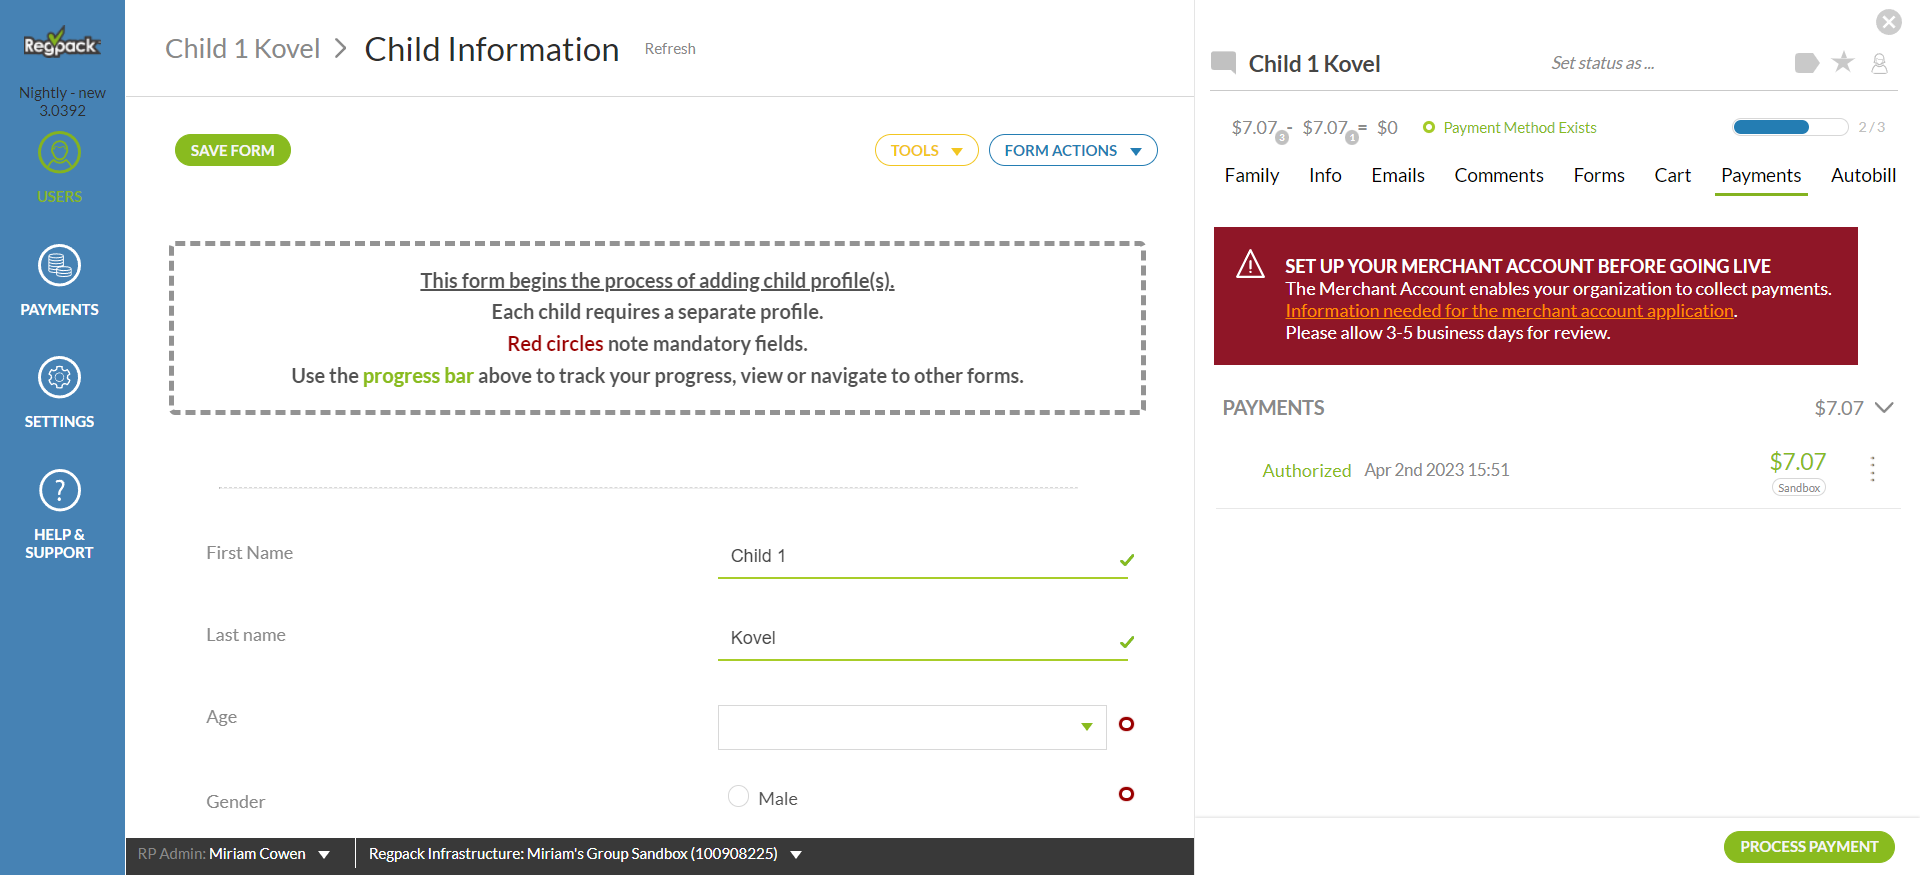 Regpack
Nightly - new
3.0392
USERS
PAYMENTS
SETTINGS
?
HELP &
SUPPORT
Child 1 Kovel > Child Information Refresh
SAVE FORM
TOOLS
FORM ACTIONS
This form begins the process of adding child profile(s).
Each child requires a separate profile.
Red circles note mandatory fields.
Use the progress bar above to track your progress, view or navigate to other forms.
First Name
Child 1
Last name
Kovel
Age
Gender
Male
RP Admin: Miriam Cowen
Regpack Infrastructure: Miriam's Group Sandbox (100908225)
Child 1 Kovel
Set status as ...
$7.07 3 - $7.07 1 = $0
Payment Method Exists
2/3
Family Info Emails Comments Forms Cart Payments Autobill
SET UP YOUR MERCHANT ACCOUNT BEFORE GOING LIVE
The Merchant Account enables your organization to collect payments.
Information needed for the merchant account application.
Please allow 3-5 business days for review.
PAYMENTS $7.07
Authorized Apr 2nd 2023 15:51 $7.07
Sandbox
PROCESS PAYMENT